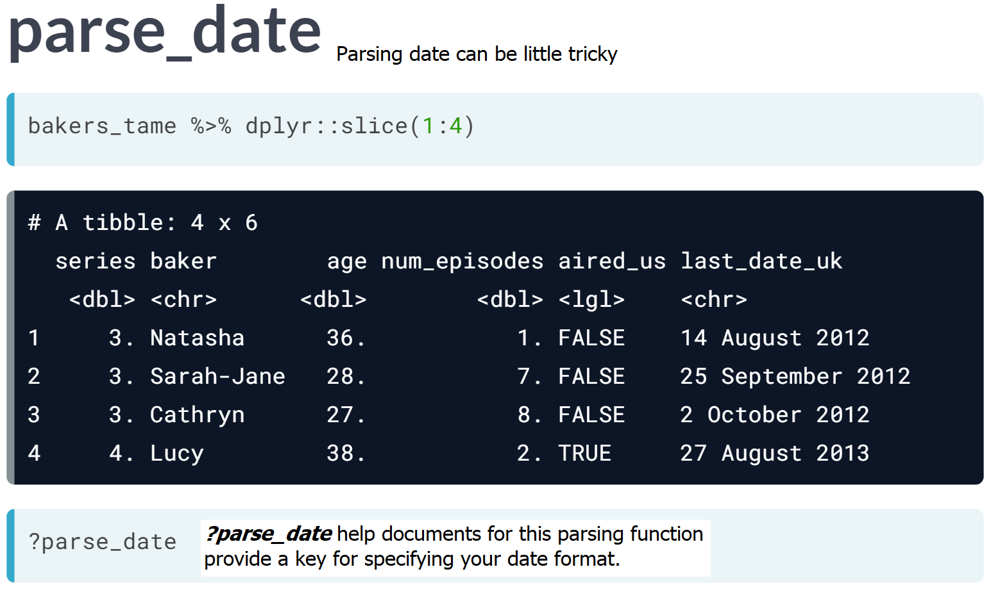 parse_date Parsing date can be little tricky
bakers_tame %>% dplyr::slice(1:4)
# A tibble: 4 x 6
  series baker        age num_episodes aired_us last_date_uk
   <dbl> <chr>      <dbl>        <dbl> <lgl>    <chr>
1     3. Natasha      36.           1. FALSE    14 August 2012
2     3. Sarah-Jane   28.           7. FALSE    25 September 2012
3     3. Cathryn      27.           8. FALSE    2 October 2012
4     4. Lucy         38.           2. TRUE     27 August 2013
?parse_date
?parse_date help documents for this parsing function
provide a key for specifying your date format.